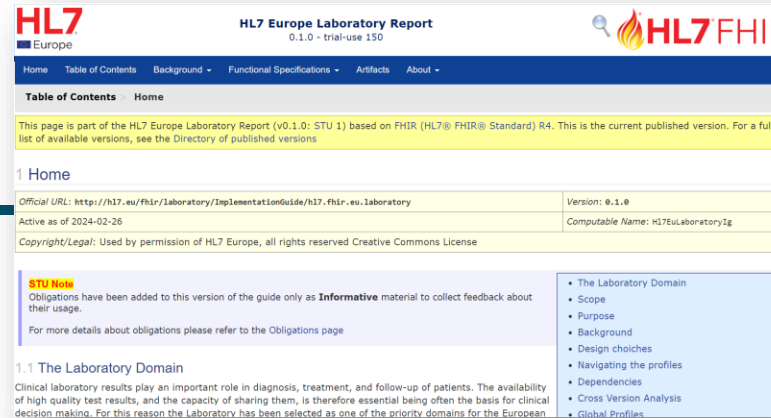 HL7
Europe
HL7 Europe Laboratory Report
0.1.0 - trial-use 150
HL7 FHI
Home Table of Contents Background Functional Specifications Artifacts About
Table of Contents Home
This page is part of the HL7 Europe Laboratory Report (v0.1.0: STU 1) based on FHIR (HL7® FHIR® Standard) R4. This is the current published version. For a full
list of available versions, see the Directory of published versions
1 Home
Official URL: http://hl7.eu/fhir/laboratory/ImplementationGuide/hl7.fhir.eu.laboratory Version: 0.1.0
Active as of 2024-02-26 Computable Name: Hl7EuLaboratoryIg
Copyright/Legal: Used by permission of HL7 Europe, all rights reserved Creative Commons License
STU Note
Obligations have been added to this version of the guide only as Informative material to collect feedback about
their usage.
For more details about obligations please refer to the Obligations page
• The Laboratory Domain
• Scope
• Purpose
• Background
• Design choiches
• Navigating the profiles
• Dependencies
• Cross Version Analysis
• Global Profiles
1.1 The Laboratory Domain
Clinical laboratory results play an important role in diagnosis, treatment, and follow-up of patients. The availability
of high quality test results, and the capacity of sharing them, is therefore essential being often the basis for clinical
decision making. For this reason the Laboratory has been selected as one of the priority domains for the European